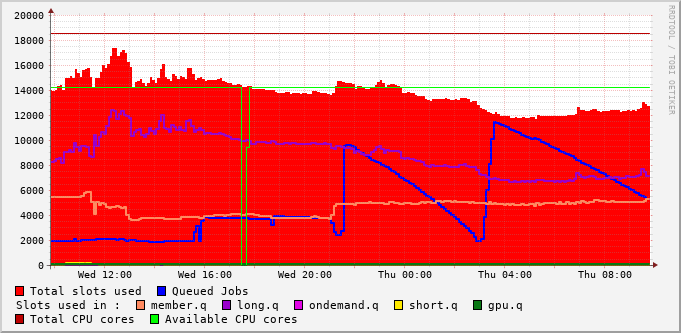 20000
18000
16000
14000
12000
10000
8000
6000
4000
2000
0
Wed 12:00 Wed 16:00 Wed 20:00 Thu 00:00 Thu 04:00 Thu 08:00
RRDTOOL / TOBI OETIKER
Total slots used Queued Jobs
Slots used in : member.q long.q ondemand.q short.q gpu.q
Total CPU cores Available CPU cores